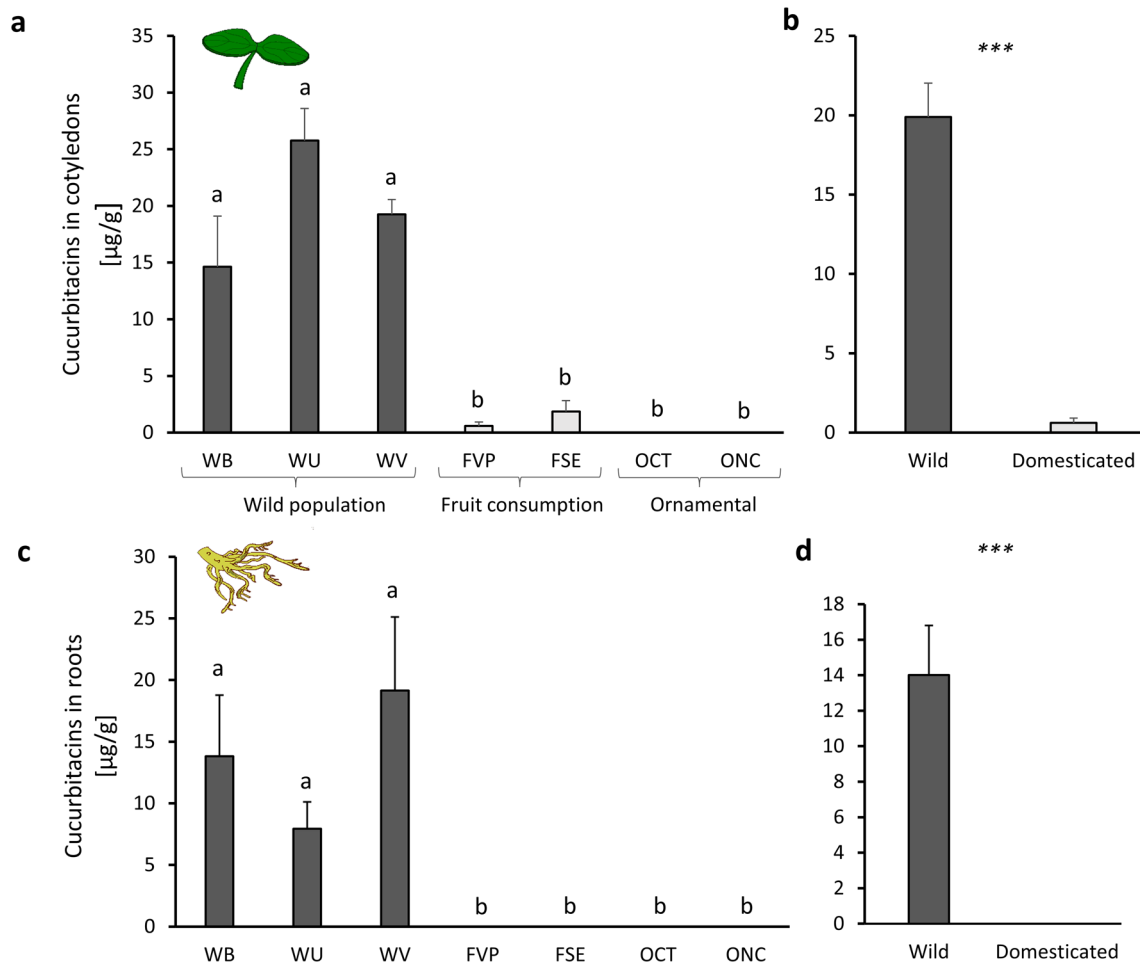 a
Cucurbitacins in cotyledons
[µg/g]
35
30
25
20
15
10
5
0
a
a
a
b
b
b
b
WB WU WV FVP FSE OCT ONC
Wild population Fruit consumption Ornamental
b
25
20
15
10
5
0
***
Wild Domesticated
c
Cucurbitacins in roots
[µg/g]
30
25
20
15
10
5
0
a
a
a
b b b b
WB WU WV FVP FSE OCT ONC
d
18
16
14
12
10
8
6
4
2
0
***
Wild Domesticated